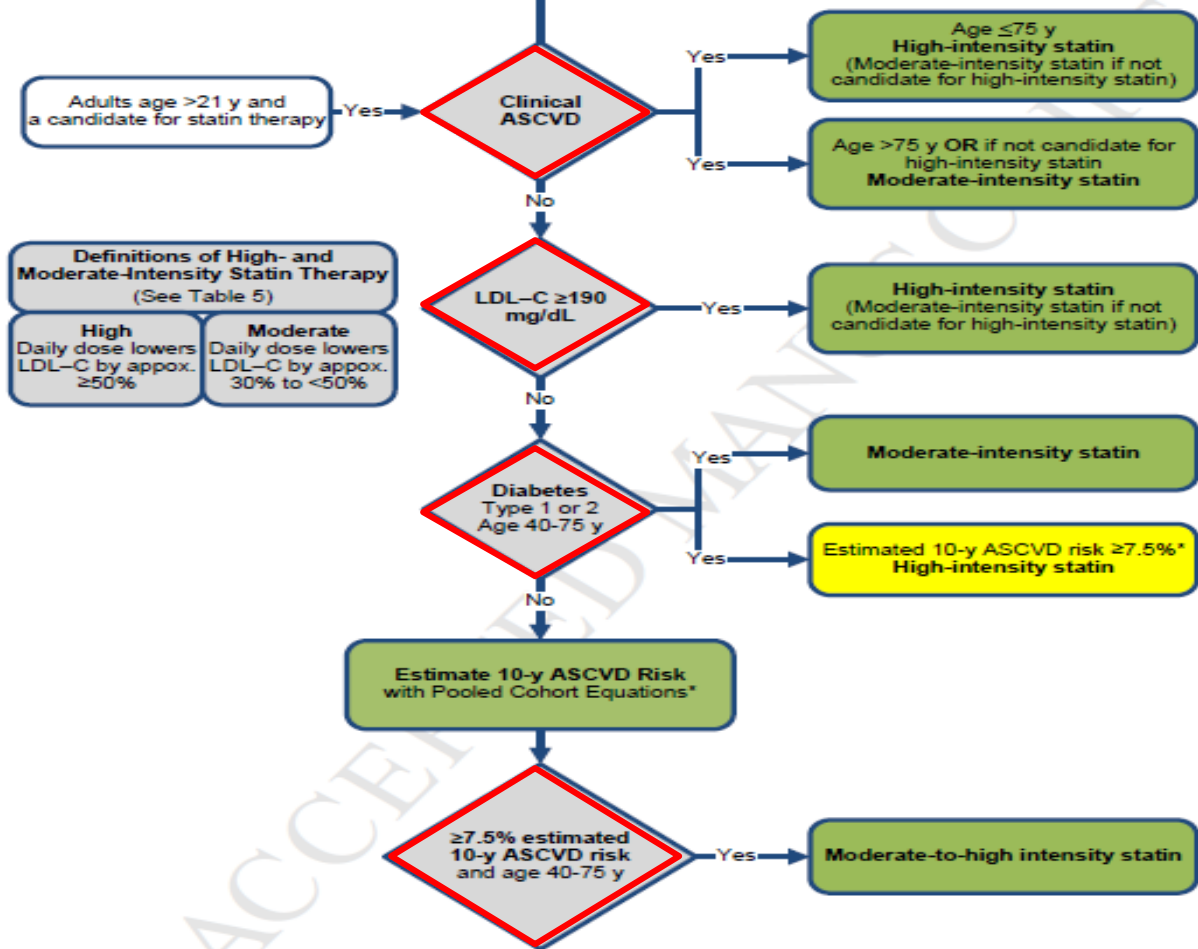 Age ≤75 y
High-intensity statin
(Moderate-intensity statin if not
candidate for high-intensity statin)
Yes
Adults age >21 y and
a candidate for statin therapy
Yes
Clinical
ASCVD
Yes
Age >75 y OR if not candidate for
high-intensity statin
Moderate-intensity statin
No
Definitions of High- and
Moderate-Intensity Statin Therapy
(See Table 5)
High
Daily dose lowers
LDL–C by appox.
≥50%
Moderate
Daily dose lowers
LDL–C by appox.
30% to <50%
LDL–C ≥190
mg/dL
Yes
High-intensity statin
(Moderate-intensity statin if not
candidate for high-intensity statin)
No
Diabetes
Type 1 or 2
Age 40-75 y
Yes
Moderate-intensity statin
Yes
Estimated 10-y ASCVD risk ≥7.5%*
High-intensity statin
No
Estimate 10-y ASCVD Risk
with Pooled Cohort Equations*
≥7.5% estimated
10-y ASCVD risk
and age 40-75 y
Yes
Moderate-to-high intensity statin
ACCEPTED MANUSC